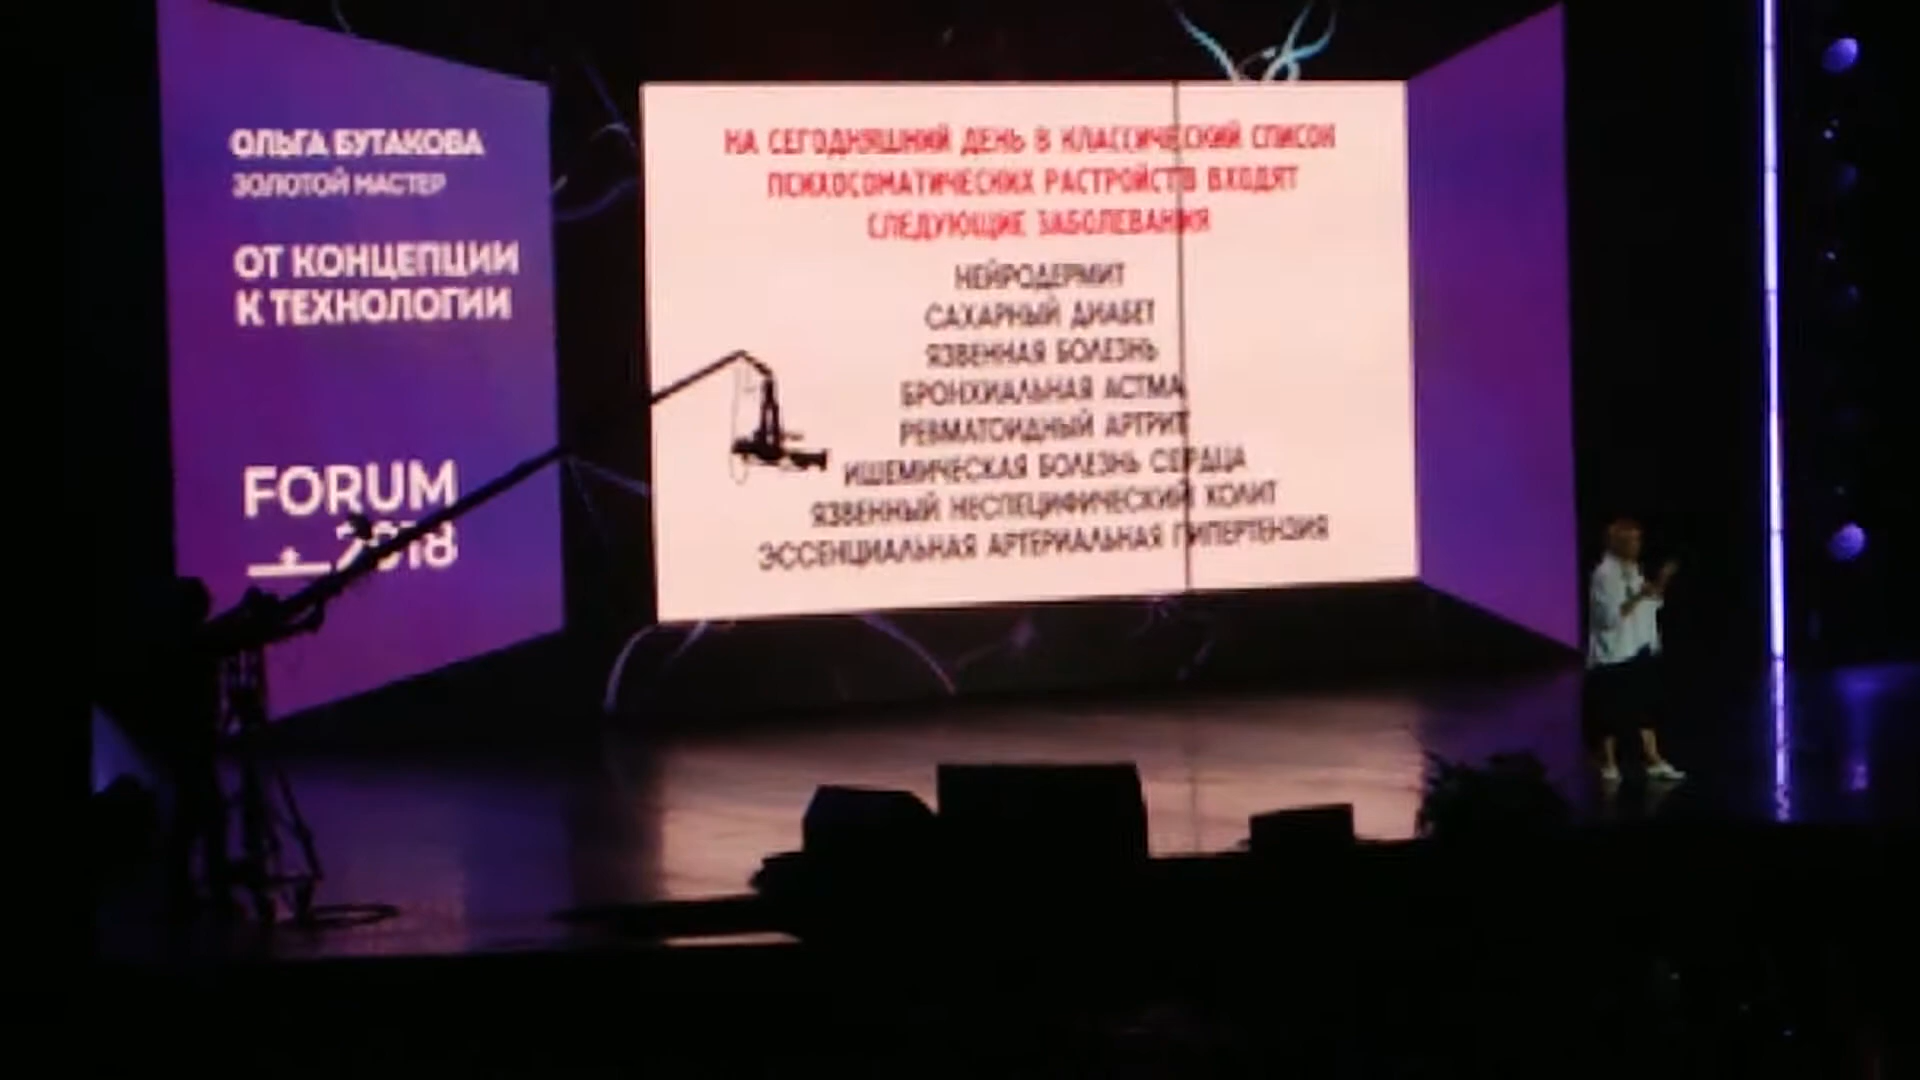 ОЛЬГА БУТАКОВА
ЗОЛОТОЙ МАСТЕР
ОТ КОНЦЕПЦИИ
К ТЕХНОЛОГИИ
FORUM
2018
НА СЕГОДНЯШНИЙ ДЕНЬ В КЛАССИЧЕСКИЙ СПИСОК
ПСИХОСОМАТИЧЕСКИХ РАСТРОЙСТВ ВХОДЯТ
СЛЕДУЮЩИЕ ЗАБОЛЕВАНИЯ
НЕЙРОДЕРМИТ
САХАРНЫЙ ДИАБЕТ
ЯЗВЕННАЯ БОЛЕЗНЬ
БРОНХИАЛЬНАЯ АСТМА
РЕВМАТОИДНЫЙ АРТРИТ
ИШЕМИЧЕСКАЯ БОЛЕЗНЬ СЕРДЦА
ЯЗВЕННЫЙ НЕСПЕЦИФИЧЕСКИЙ КОЛИТ
ЭССЕНЦИАЛЬНАЯ АРТЕРИАЛЬНАЯ ГИПЕРТЕНЗИЯ